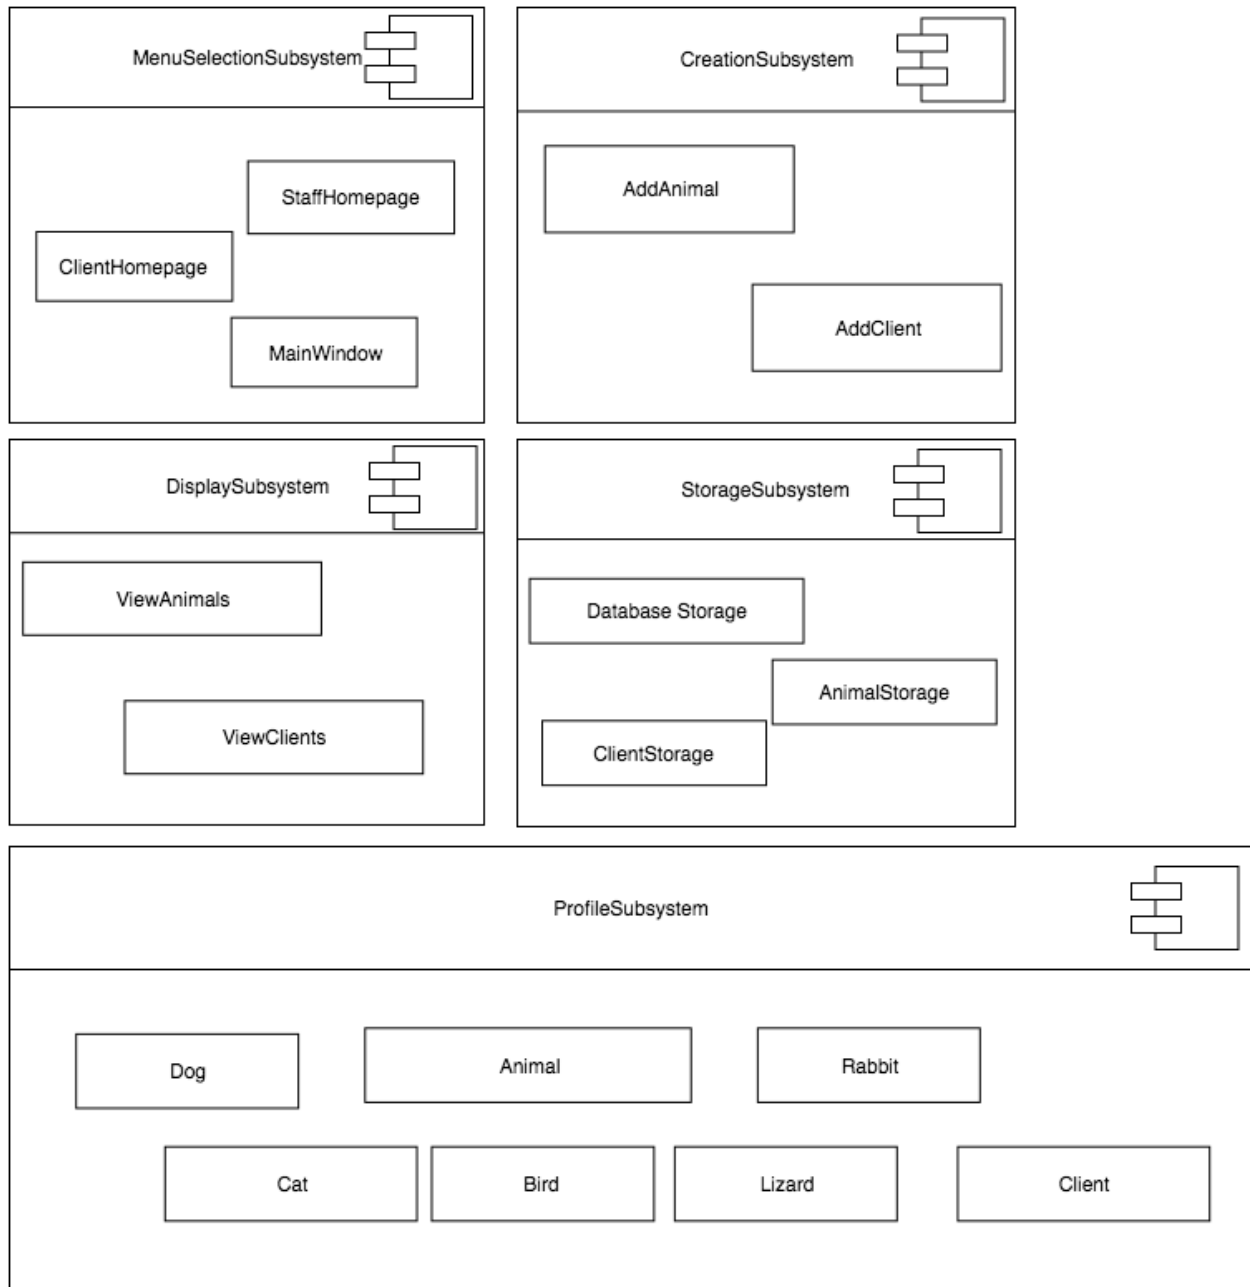 MenuSelectionSubsystem
StaffHomepage
ClientHomepage
MainWindow
CreationSubsystem
AddAnimal
AddClient
DisplaySubsystem
ViewAnimals
ViewClients
StorageSubsystem
Database Storage
AnimalStorage
ClientStorage
ProfileSubsystem
Dog
Animal
Rabbit
Cat
Bird
Lizard
Client